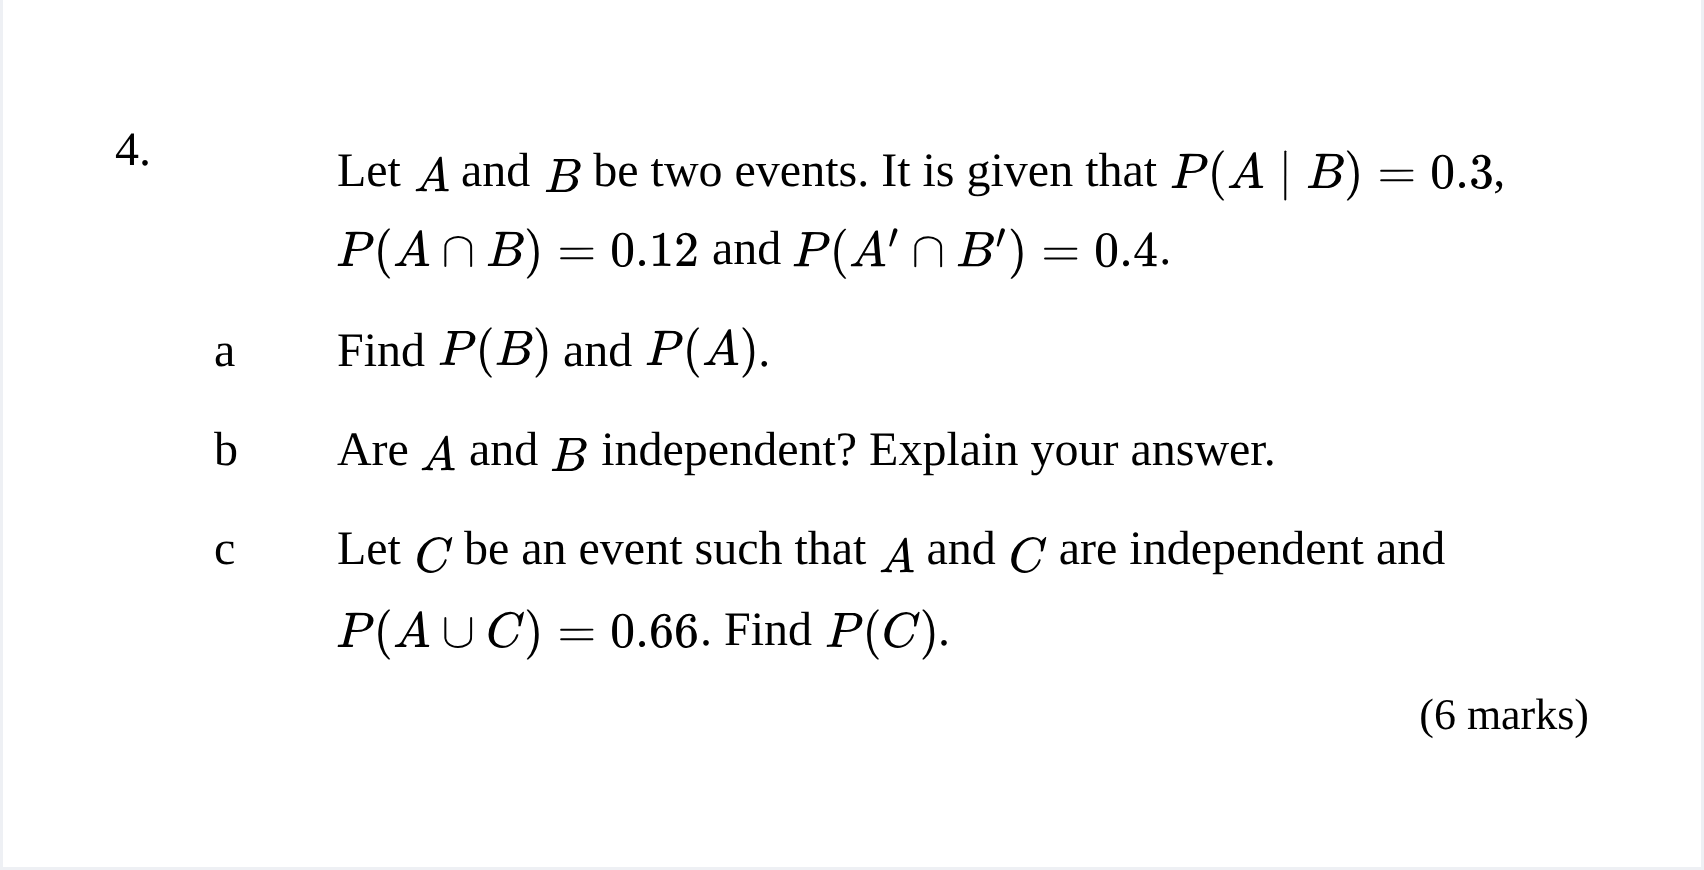 4.
Let A and B be two events. It is given that P(A | B) = 0.3,
P(A ∩ B) = 0.12 and P(A′ ∩ B′) = 0.4.
a Find P(B) and P(A).
b Are A and B independent? Explain your answer.
c Let C be an event such that A and C are independent and
P(A ∪ C) = 0.66. Find P(C).
(6 marks)